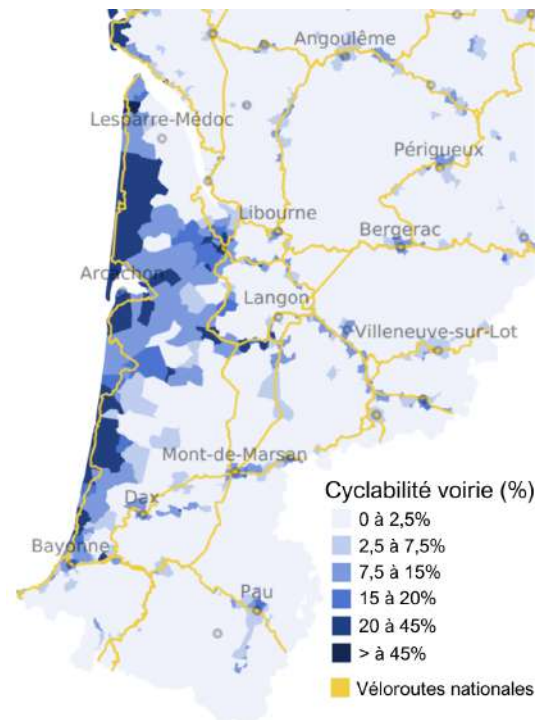 Angoulême
Lesparre-Médoc
Périgueux
Libourne
Bergerac
Arcachon
Langon
Villeneuve-sur-Lot
Mont-de-Marsan
Dax
Bayonne
Pau
Cyclabilité voirie (%)
0 à 2,5%
2,5 à 7,5%
7,5 à 15%
15 à 20%
20 à 45%
> à 45%
Véloroutes nationales